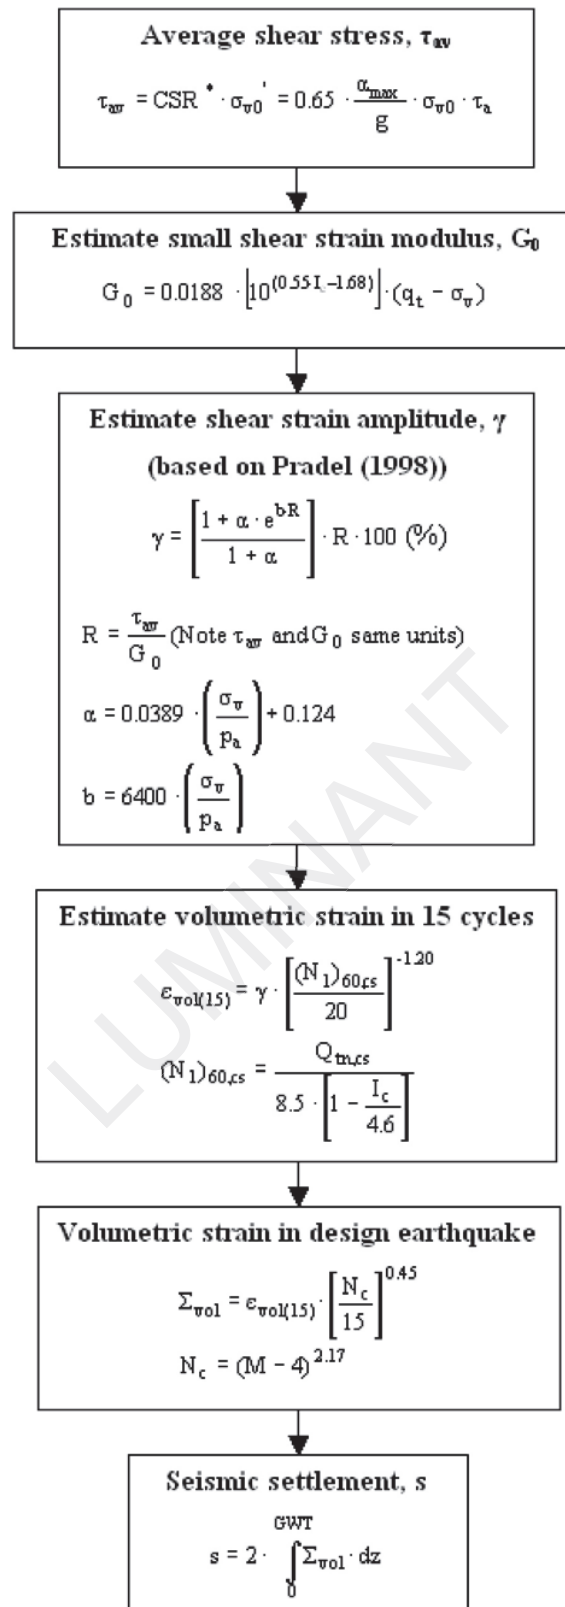 Average shear stress, τav
τav = CSR * · σv0' = 0.65 · αmax / g · σv0 · τa
Estimate small shear strain modulus, G0
G0 = 0.0188 · [10^(0.55 Ic −1.68)] · (qt − σv)
Estimate shear strain amplitude, γ
(based on Pradel (1998))
γ = [ (1 + α · e^bR) / (1 + α) ] · R · 100 (%)
R = τav / G0 (Note τav and G0 same units)
α = 0.0389 · (σv / pa) + 0.124
b = 6400 · (σv / pa)
Estimate volumetric strain in 15 cycles
εvol(15) = γ · [ (N1)60,cs / 20 ]^-1.20
(N1)60,cs = Qtn,cs / 8.5 · [1 − Ic / 4.6]
Volumetric strain in design earthquake
Σvol = εvol(15) · [ Nc / 15 ]^0.45
Nc = (M − 4)^2.17
Seismic settlement, s
s = 2 · ∫0^GWT Σvol · dz
LUMINANT